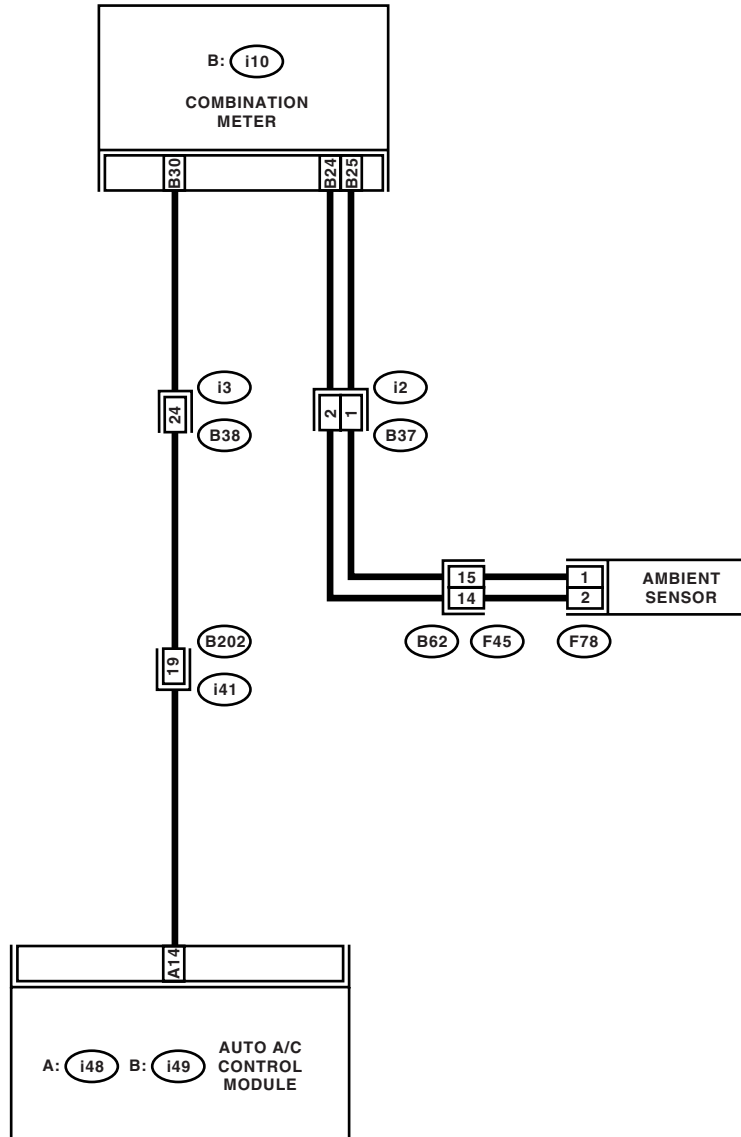 B: i10
COMBINATION
METER
B30
B24
B25
i3
24
B38
i2
2
1
B37
15
14
1
2
AMBIENT
SENSOR
B62
F45
F78
B202
19
i41
A14
A: i48 B: i49
AUTO A/C
CONTROL
MODULE